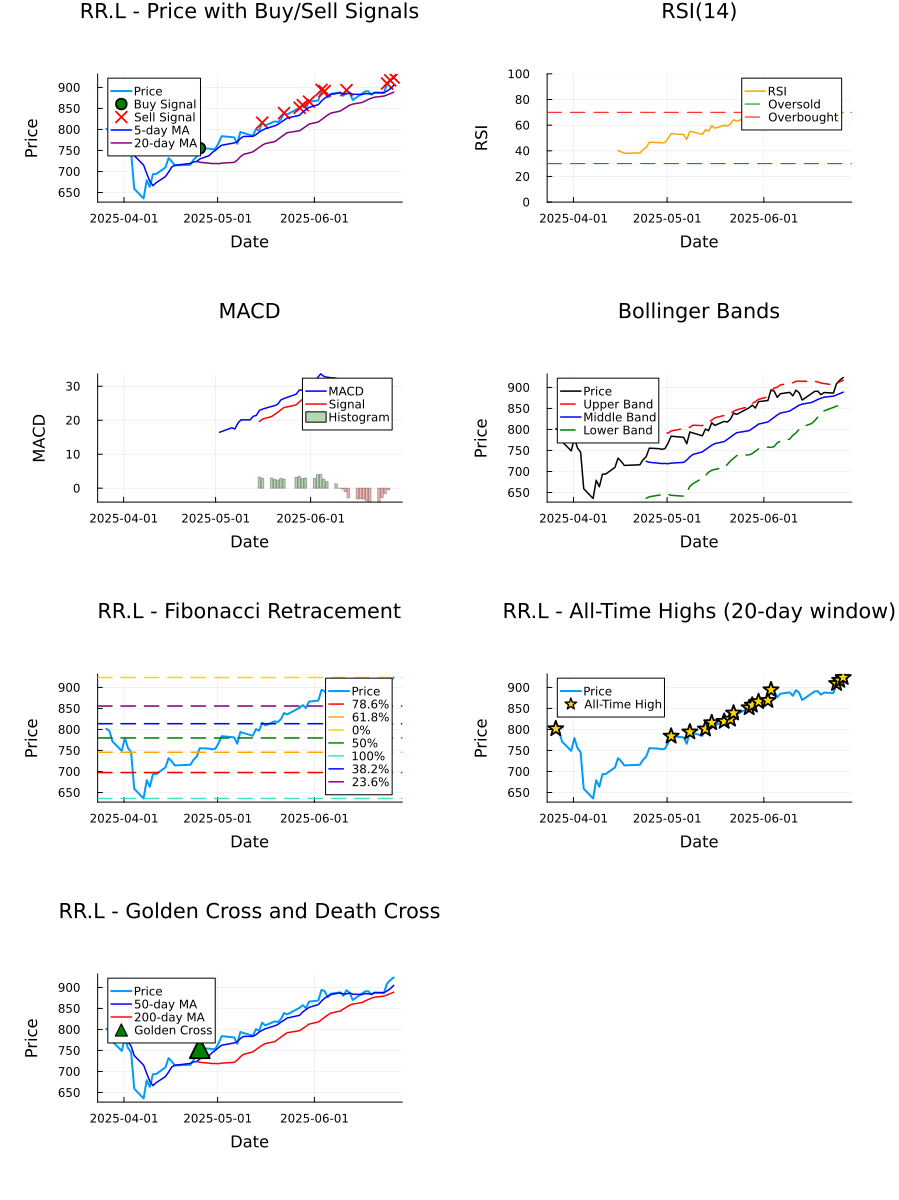 RR.L - Price with Buy/Sell Signals
Price
900
850
800
750
700
650
Price
Buy Signal
Sell Signal
5-day MA
20-day MA
2025-04-01 2025-05-01 2025-06-01
Date
RSI(14)
RSI
100
80
60
40
20
0
RSI
Oversold
Overbought
2025-04-01 2025-05-01 2025-06-01
Date
MACD
MACD
30
20
10
0
MACD
Signal
Histogram
2025-04-01 2025-05-01 2025-06-01
Date
Bollinger Bands
Price
900
850
800
750
700
650
Price
Upper Band
Middle Band
Lower Band
2025-04-01 2025-05-01 2025-06-01
Date
RR.L - Fibonacci Retracement
Price
900
850
800
750
700
650
Price
78.6%
61.8%
0%
50%
100%
38.2%
23.6%
2025-04-01 2025-05-01 2025-06-01
Date
RR.L - All-Time Highs (20-day window)
Price
900
850
800
750
700
650
Price
All-Time High
2025-04-01 2025-05-01 2025-06-01
Date
RR.L - Golden Cross and Death Cross
Price
900
850
800
750
700
650
Price
50-day MA
200-day MA
Golden Cross
2025-04-01 2025-05-01 2025-06-01
Date